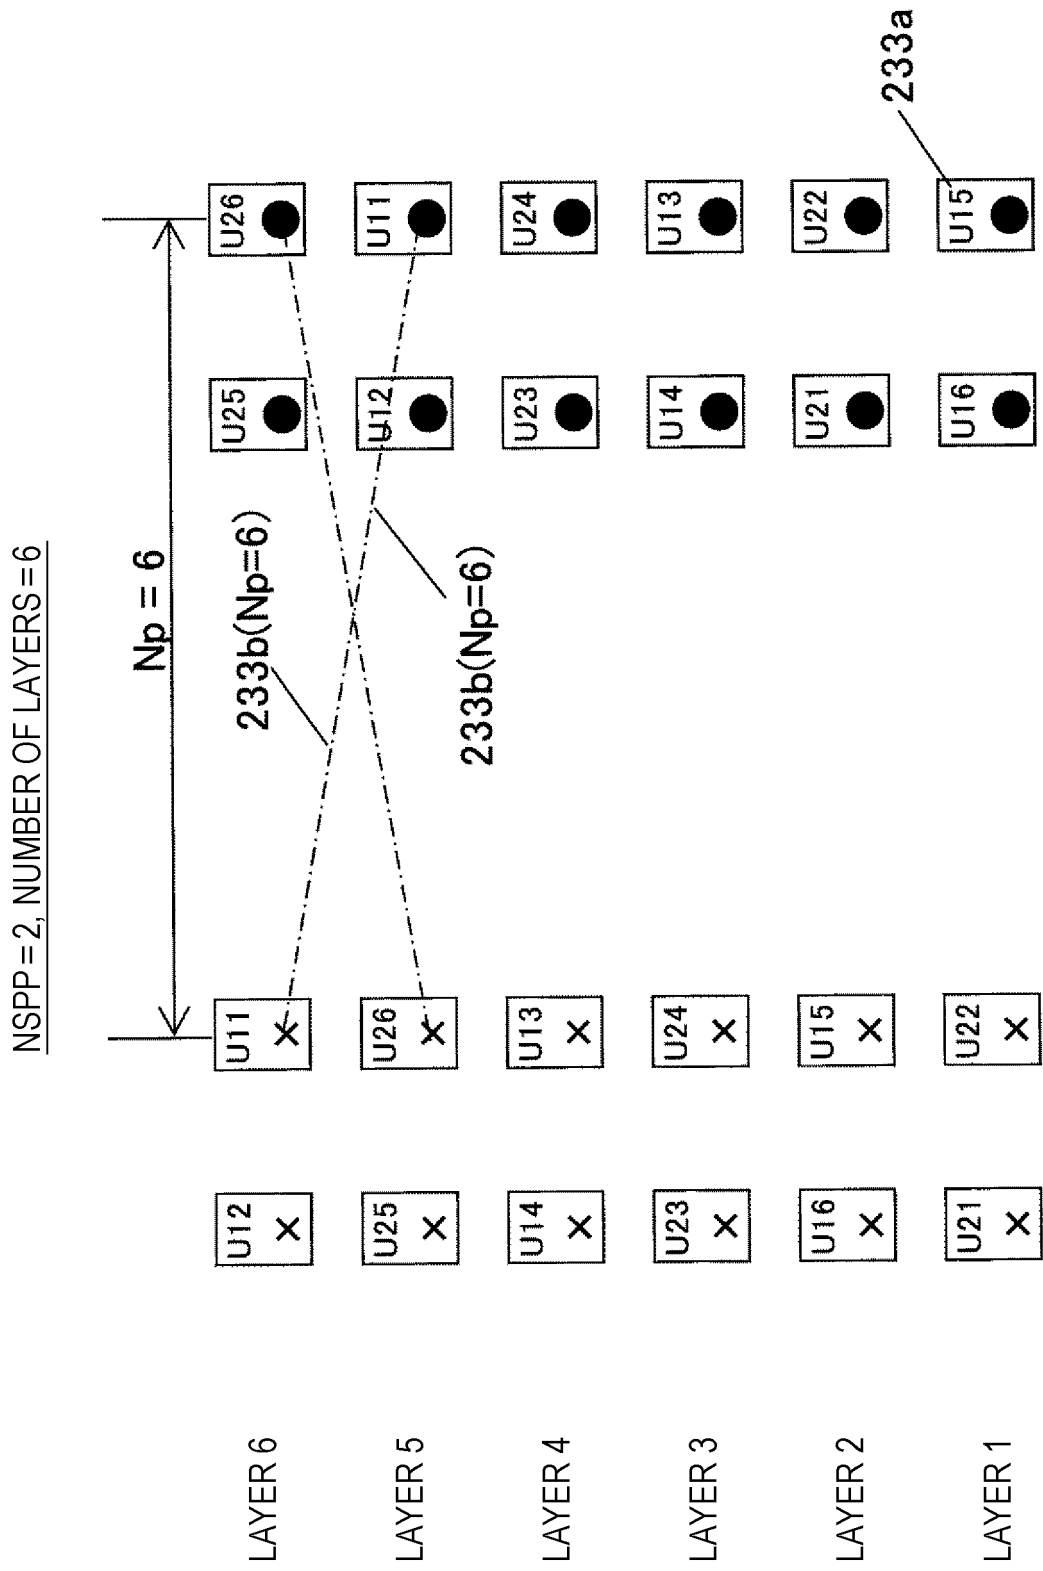 NSPP = 2, NUMBER OF LAYERS = 6
Np = 6
LAYER 6 U12 U11 233b(Np=6) U25 U26
LAYER 5 U25 U26 U12 U11
233b(Np=6)
LAYER 4 U14 U13 U23 U24
LAYER 3 U23 U24 U14 U13
LAYER 2 U16 U15 U21 U22
233a
LAYER 1 U21 U22 U16 U15